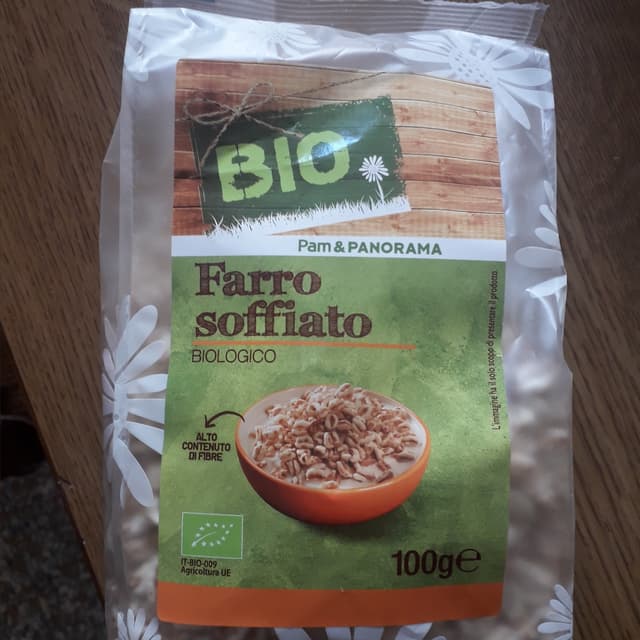 BIO
Pam & PANORAMA
Farro
soffiato
BIOLOGICO
ALTO
CONTENUTO
DI FIBRE
L'immagine ha il solo scopo di presentare il prodotto.
IT-BIO-009
Agricoltura UE
100g℮